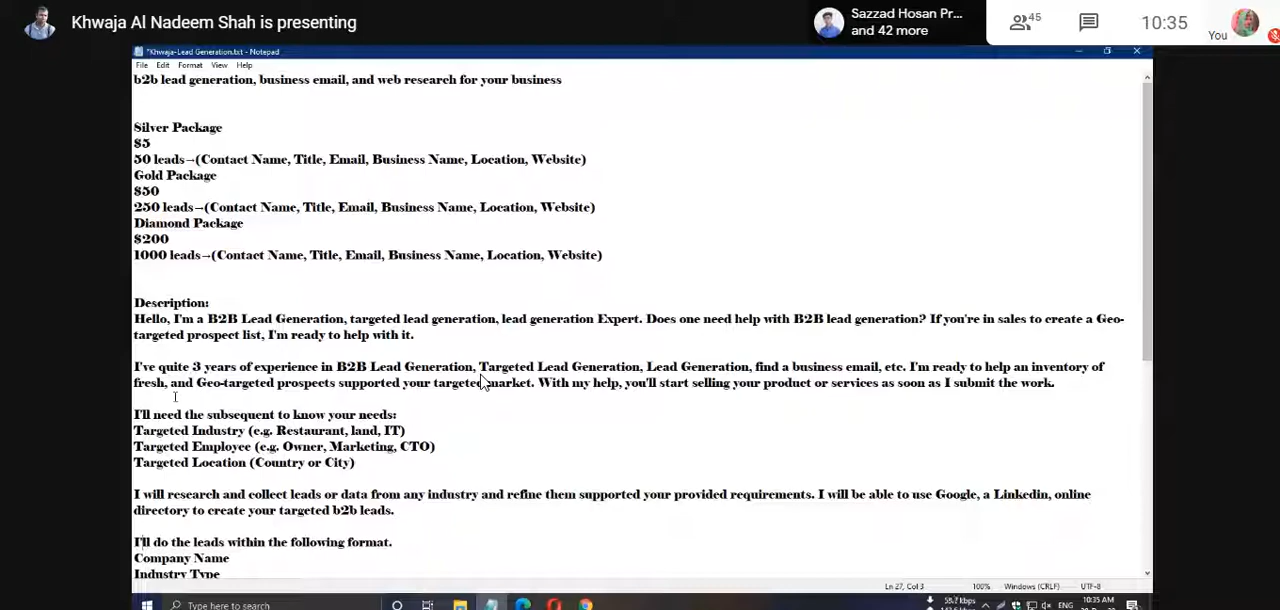 Khwaja Al Nadeem Shah is presenting
Sazzad Hosan Pr...
and 42 more
45
10:35
You
*Khwaja-Lead Generation.txt - Notepad
File Edit Format View Help
b2b lead generation, business email, and web research for your business
Silver Package
$5
50 leads→(Contact Name, Title, Email, Business Name, Location, Website)
Gold Package
$50
250 leads→(Contact Name, Title, Email, Business Name, Location, Website)
Diamond Package
$200
1000 leads→(Contact Name, Title, Email, Business Name, Location, Website)
Description:
Hello, I'm a B2B Lead Generation, targeted lead generation, lead generation Expert. Does one need help with B2B lead generation? If you're in sales to create a Geo-
targeted prospect list, I'm ready to help with it.
I've quite 3 years of experience in B2B Lead Generation, Targeted Lead Generation, Lead Generation, find a business email, etc. I'm ready to help an inventory of
fresh, and Geo-targeted prospects supported your targeted market. With my help, you'll start selling your product or services as soon as I submit the work.
I'll need the subsequent to know your needs:
Targeted Industry (e.g. Restaurant, land, IT)
Targeted Employee (e.g. Owner, Marketing, CTO)
Targeted Location (Country or City)
I will research and collect leads or data from any industry and refine them supported your provided requirements. I will be able to use Google, a Linkedin, online
directory to create your targeted b2b leads.
I'll do the leads within the following format.
Company Name
Industry Type
Ln 27, Col 3 100% Windows (CRLF) UTF-8
Type here to search
ENG
10:35 AM